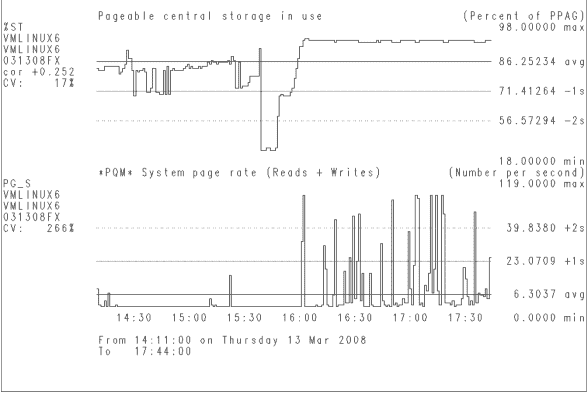 Pageable central storage in use (Percent of PPAG)
%ST 98.00000 max
VMLINUX6
VMLINUX6
031308FX 86.25234 avg
cor +0.252
CV: 17% 71.41264 -1s
56.57294 -2s
18.00000 min
*PQM* System page rate (Reads + Writes) (Number per second)
PG_S 119.0000 max
VMLINUX6
VMLINUX6
031308FX
CV: 266% 39.8380 +2s
23.0709 +1s
6.3037 avg
14:30 15:00 15:30 16:00 16:30 17:00 17:30 0.0000 min
From 14:11:00 on Thursday 13 Mar 2008
To 17:44:00